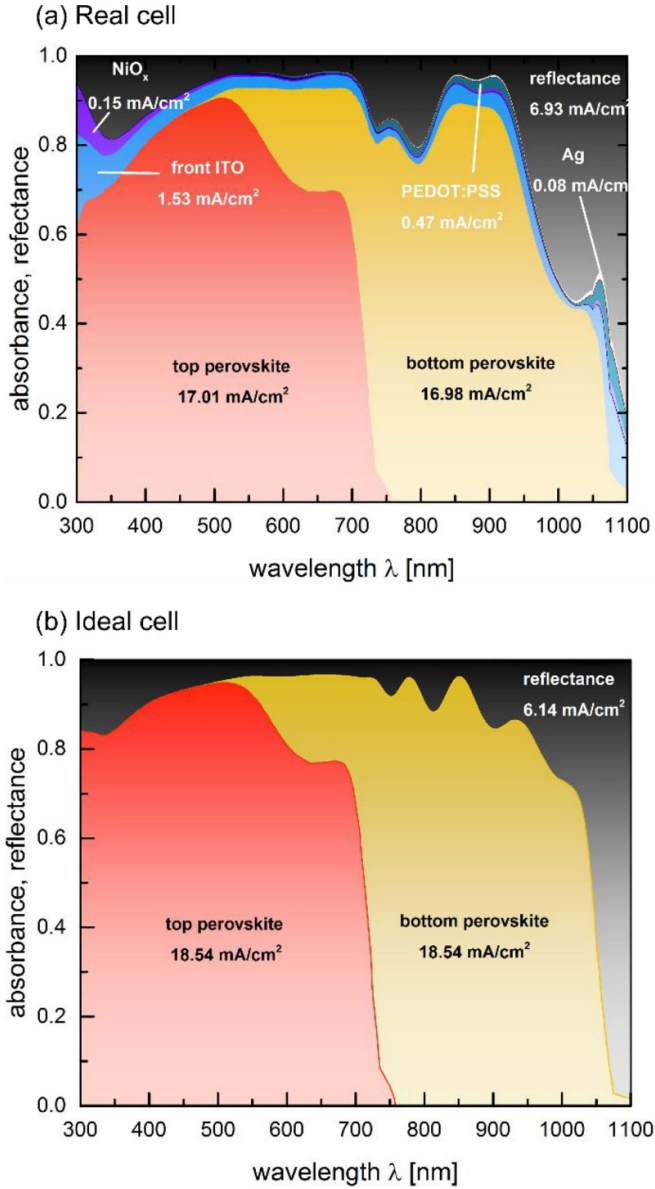 (a) Real cell
1.0
0.8
0.6
0.4
0.2
0.0
absorbance, refectance
NiOx
0.15 mA/cm2
front ITO
1.53 mA/cm2
reflectance
6.93 mA/cm2
Ag
0.08 mA/cm
PEDOT:PSS
0.47 mA/cm2
top perovskite
17.01 mA/cm2
bottom perovskite
16.98 mA/cm2
300 400 500 600 700 800 900 1000 1100
wavelength λ [nm]
(b) Ideal cell
1.0
0.8
0.6
0.4
0.2
0.0
absorbance, reflectance
reflectance
6.14 mA/cm2
top perovskite
18.54 mA/cm2
bottom perovskite
18.54 mA/cm2
300 400 500 600 700 800 900 1000 1100
wavelength λ [nm]